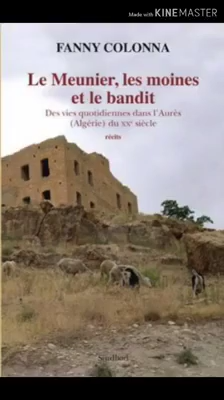 Made with KINEMASTER
FANNY COLONNA
Le Meunier, les moines
et le bandit
Des vies quotidiennes dans l'Aurès
(Algérie) du XXe siècle
récits
Sindbad